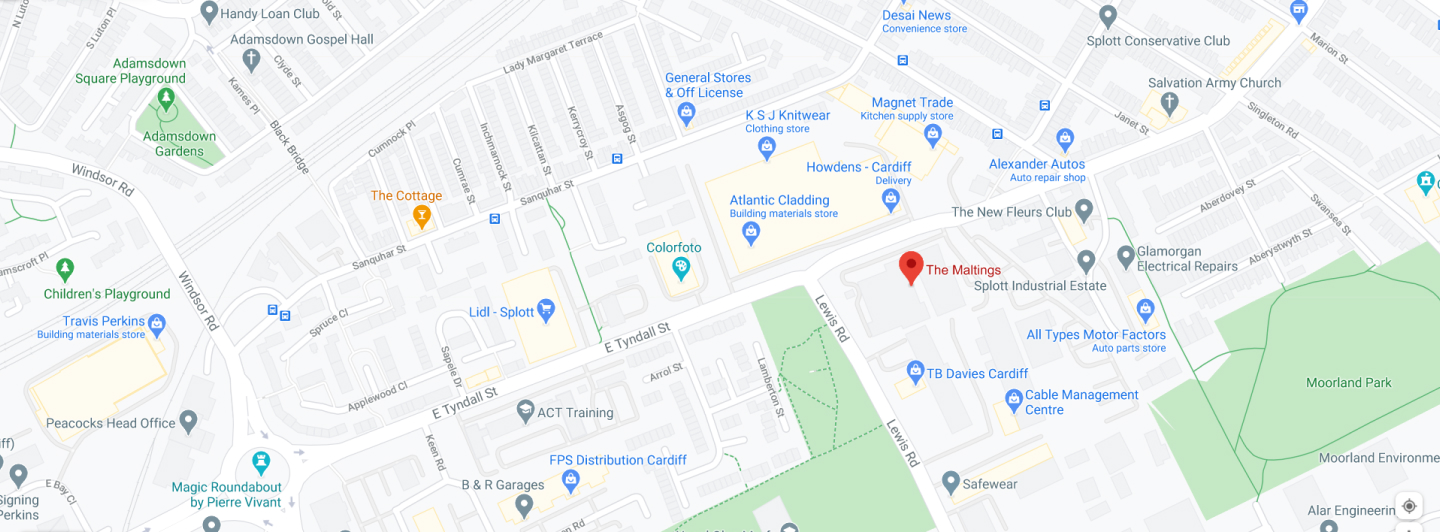 N Luton Pl
S Luton Pl
Handy Loan Club
Desai News
Convenience store
Adamsdown Gospel Hall
Splott Conservative Club
Marion St
Clyde St
Lady Margaret Terrace
Adamsdown
Square Playground
General Stores
& Off License
Salvation Army Church
Kames Pl
Magnet Trade
Kitchen supply store
K S J Knitwear
Clothing store
Adamsdown
Gardens
Black Bridge
Cumnock Pl
Inchmarnock St
Kilcattan St
Kerrycroy St
Asgog St
Janet St
Singleton Rd
Alexander Autos
Auto repair shop
Howdens - Cardiff
Delivery
Windsor Rd
Cumrae St
Sanquhar St
The Cottage
Atlantic Cladding
Building materials store
Aberdovey St
Swansea St
The New Fleurs Club
Colorfoto
Aberystwyth St
Sanquhar St
Glamorgan
Electrical Repairs
The Maltings
Splott Industrial Estate
Children's Playground
Windsor Rd
Lidl - Splott
Spruce Cl
Travis Perkins
Building materials store
E Tyndall St
Lewis Rd
All Types Motor Factors
Auto parts store
Sapele Dr
Arrol St
Lamberton St
TB Davies Cardiff
Moorland Park
Applewood Cl
E Tyndall St
Cable Management
Centre
ACT Training
Peacocks Head Office
Keen Rd
Lewis Rd
FPS Distribution Cardiff
Moorland Environme
Magic Roundabout
by Pierre Vivant
E Bay Cl
B & R Garages
Safewear
Signing
Perkins
Alar Engineering